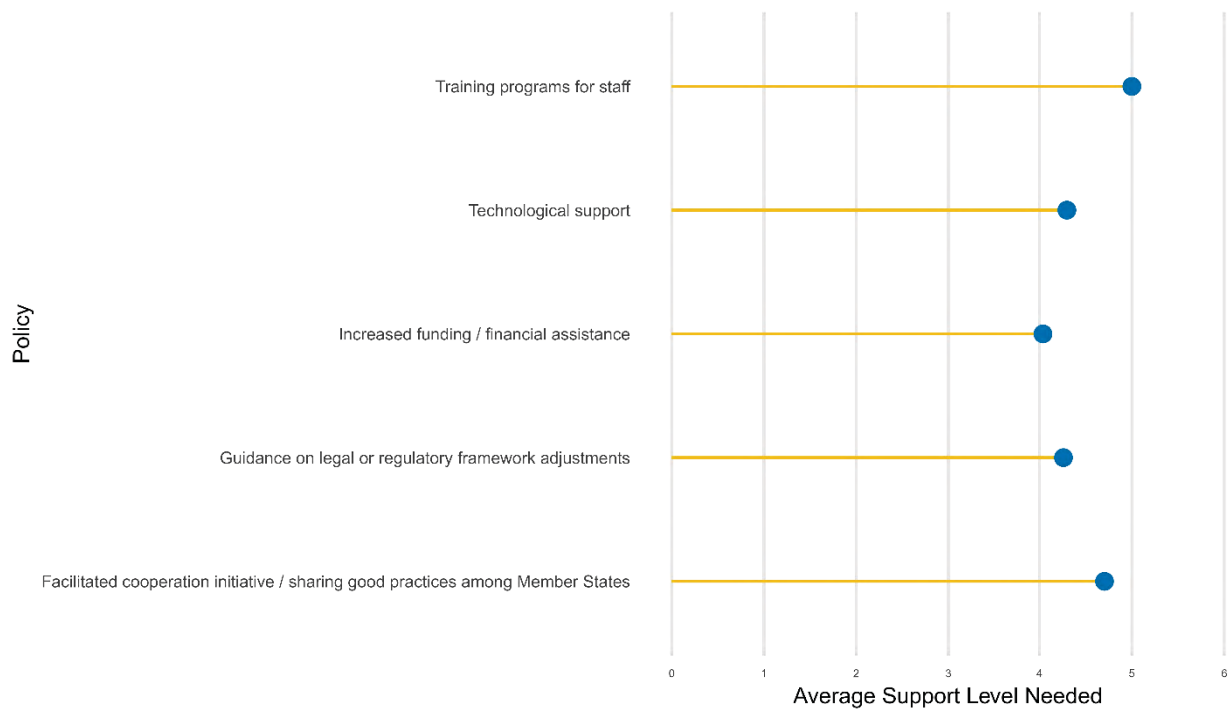 Training programs for staff
Technological support
Increased funding / financial assistance
Policy
Guidance on legal or regulatory framework adjustments
Facilitated cooperation initiative / sharing good practices among Member States
0 1 2 3 4 5 6
Average Support Level Needed